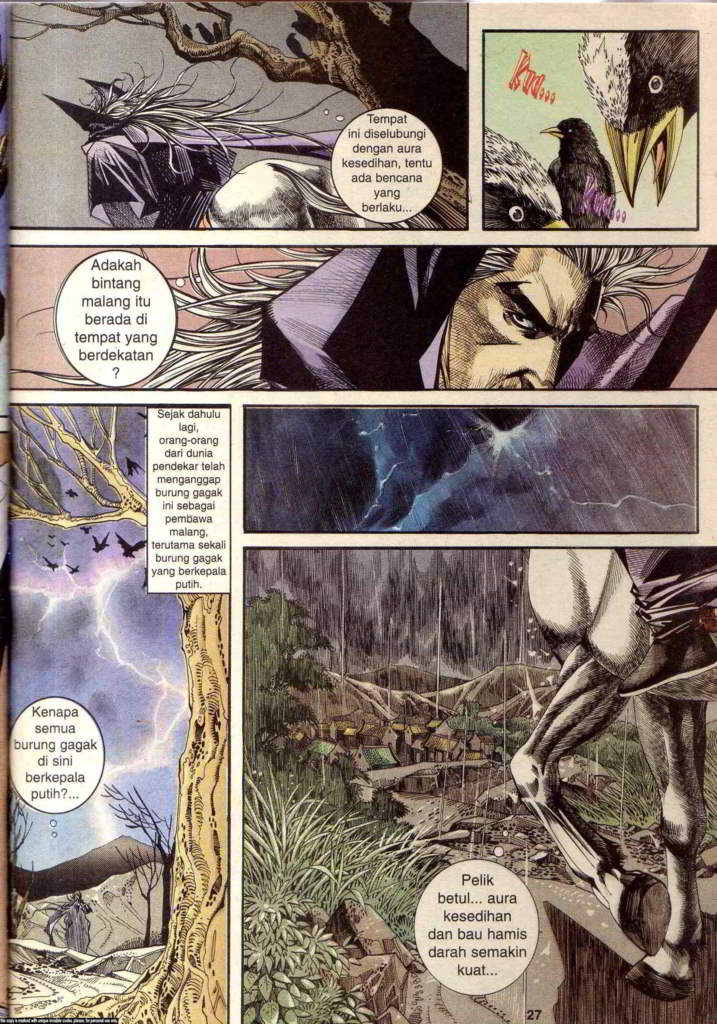 Tempat
ini diselubungi
dengan aura
kesedihan, tentu
ada bencana
yang
berlaku...
Adakah
bintang
malang itu
berada di
tempat yang
berdekatan
?
Sejak dahulu
lagi,
orang-orang
dari dunia
pendekar telah
menganggap
burung gagak
ini sebagai
pembawa
malang,
terutama sekali
burung gagak
yang berkepala
putih.
Kenapa
semua
burung gagak
di sini
berkepala
putih?...
Pelik
betul... aura
kesedihan
dan bau hamis
darah semakin
kuat...
27